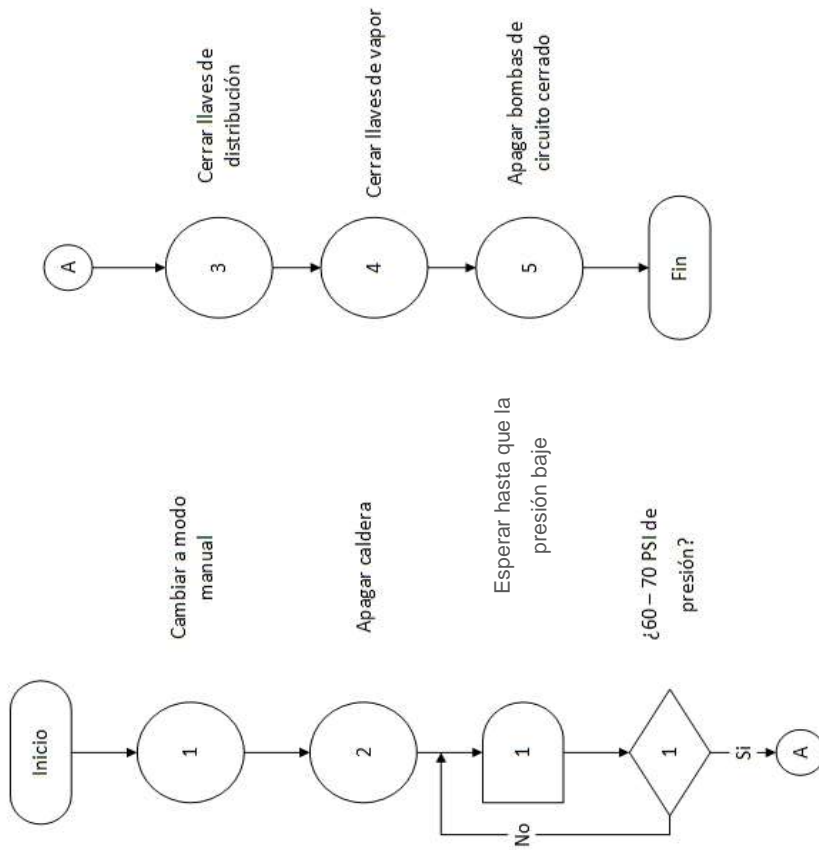 Inicio
1
Cambiar a modo
manual
2
Apagar caldera
1
Esperar hasta que la
presión baje
1
¿60 – 70 PSI de
presión?
No
Si
A
A
3
Cerrar llaves de
distribución
4
Cerrar llaves de vapor
5
Apagar bombas de
circuito cerrado
Fin